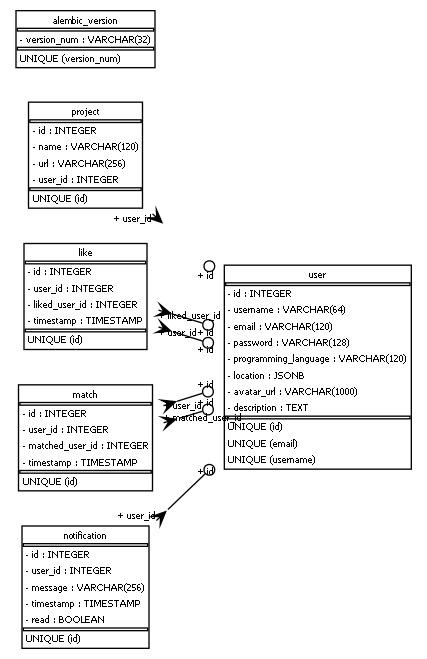 alembic_version
- version_num : VARCHAR(32)
UNIQUE (version_num)
project
- id : INTEGER
- name : VARCHAR(120)
- url : VARCHAR(256)
- user_id : INTEGER
UNIQUE (id)
+ user_id
like
- id : INTEGER
- user_id : INTEGER
- liked_user_id : INTEGER
- timestamp : TIMESTAMP
UNIQUE (id)
+ id
+ liked_user_id
+ user_id
+ id
+ id
user
- id : INTEGER
- username : VARCHAR(64)
- email : VARCHAR(120)
- password : VARCHAR(128)
- programming_language : VARCHAR(120)
- location : JSONB
- avatar_url : VARCHAR(1000)
- description : TEXT
UNIQUE (id)
UNIQUE (email)
UNIQUE (username)
match
- id : INTEGER
- user_id : INTEGER
- matched_user_id : INTEGER
- timestamp : TIMESTAMP
UNIQUE (id)
+ id
+ user_id
+ id
+ matched_user_id
+ id
+ user_id
notification
- id : INTEGER
- user_id : INTEGER
- message : VARCHAR(256)
- timestamp : TIMESTAMP
- read : BOOLEAN
UNIQUE (id)